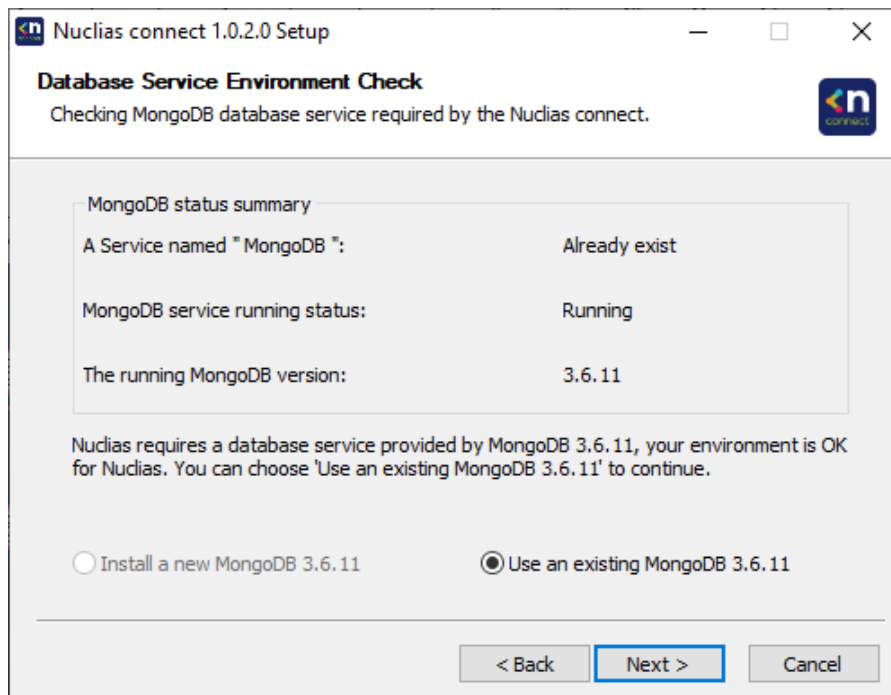 Nuclias connect 1.0.2.0 Setup
Database Service Environment Check
Checking MongoDB database service required by the Nuclias connect.
n
connect
MongoDB status summary
A Service named " MongoDB ": Already exist
MongoDB service running status: Running
The running MongoDB version: 3.6.11
Nuclias requires a database service provided by MongoDB 3.6.11, your environment is OK
for Nuclias. You can choose 'Use an existing MongoDB 3.6.11' to continue.
Install a new MongoDB 3.6.11 Use an existing MongoDB 3.6.11
< Back Next > Cancel